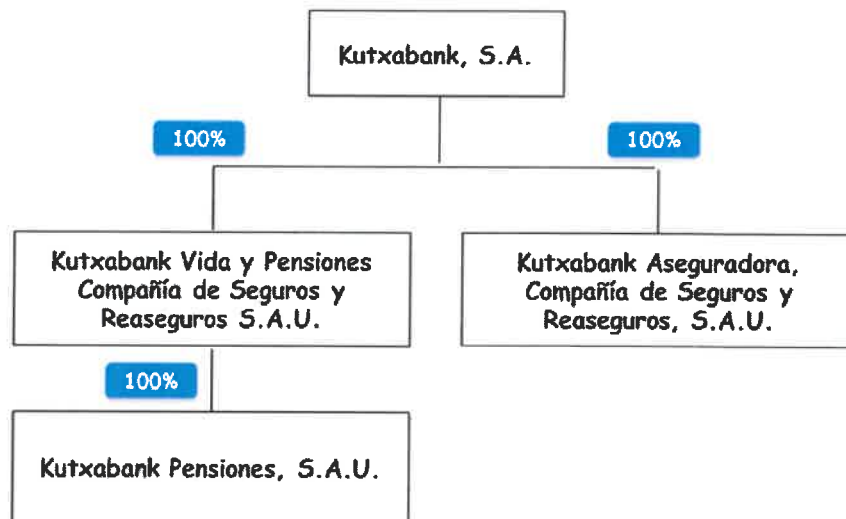 Kutxabank, S.A.
100%
100%
Kutxabank Vida y Pensiones
Compañía de Seguros y
Reaseguros S.A.U.
Kutxabank Aseguradora,
Compañía de Seguros y
Reaseguros, S.A.U.
100%
Kutxabank Pensiones, S.A.U.